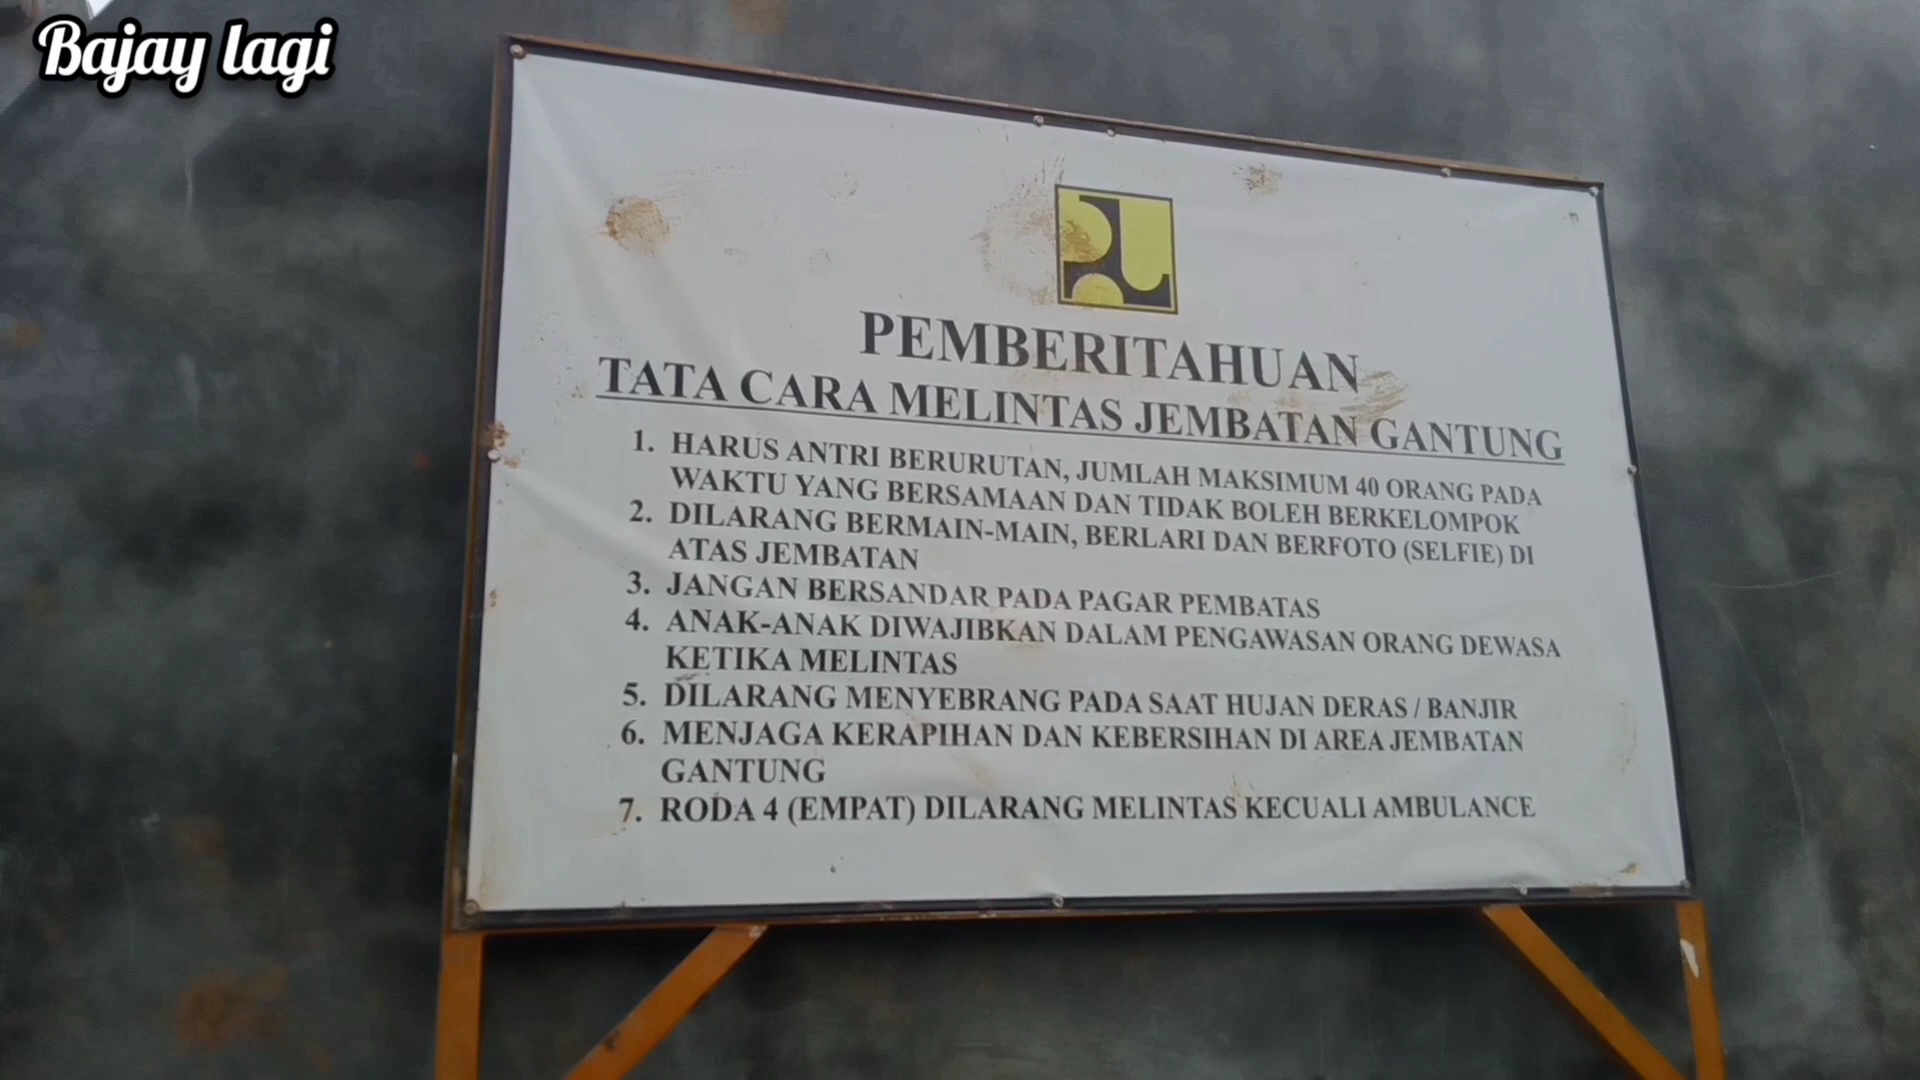 Bajay lagi
PEMBERITAHUAN
TATA CARA MELINTAS JEMBATAN GANTUNG
1. HARUS ANTRI BERURUTAN, JUMLAH MAKSIMUM 40 ORANG PADA
WAKTU YANG BERSAMAAN DAN TIDAK BOLEH BERKELOMPOK
2. DILARANG BERMAIN-MAIN, BERLARI DAN BERFOTO (SELFIE) DI
ATAS JEMBATAN
3. JANGAN BERSANDAR PADA PAGAR PEMBATAS
4. ANAK-ANAK DIWAJIBKAN DALAM PENGAWASAN ORANG DEWASA
KETIKA MELINTAS
5. DILARANG MENYEBRANG PADA SAAT HUJAN DERAS / BANJIR
6. MENJAGA KERAPIHAN DAN KEBERSIHAN DI AREA JEMBATAN
GANTUNG
7. RODA 4 (EMPAT) DILARANG MELINTAS KECUALI AMBULANCE